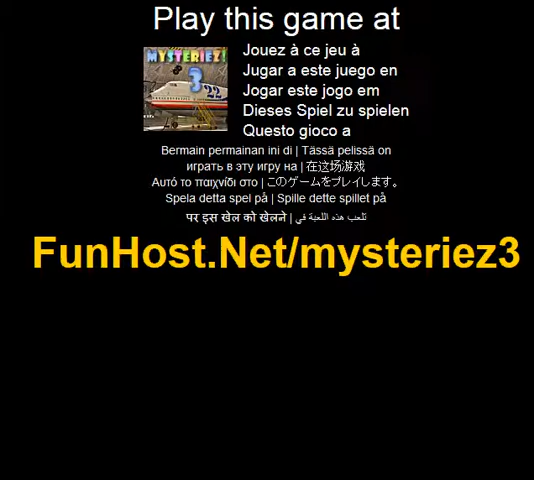 Play this game at
MYSTERIEZ!
3
22
Jouez à ce jeu à
Jugar a este juego en
Jogar este jogo em
Dieses Spiel zu spielen
Questo gioco a
Bermain permainan ini di | Tässä pelissä on
играть в эту игру на | 在这场游戏
Αυτό το παιχνίδι στο | このゲームをプレイします。
Spela detta spel på | Spille dette spillet på
पर इस खेल को खेलने | تلعب هذه اللعبة في
FunHost.Net/mysteriez3